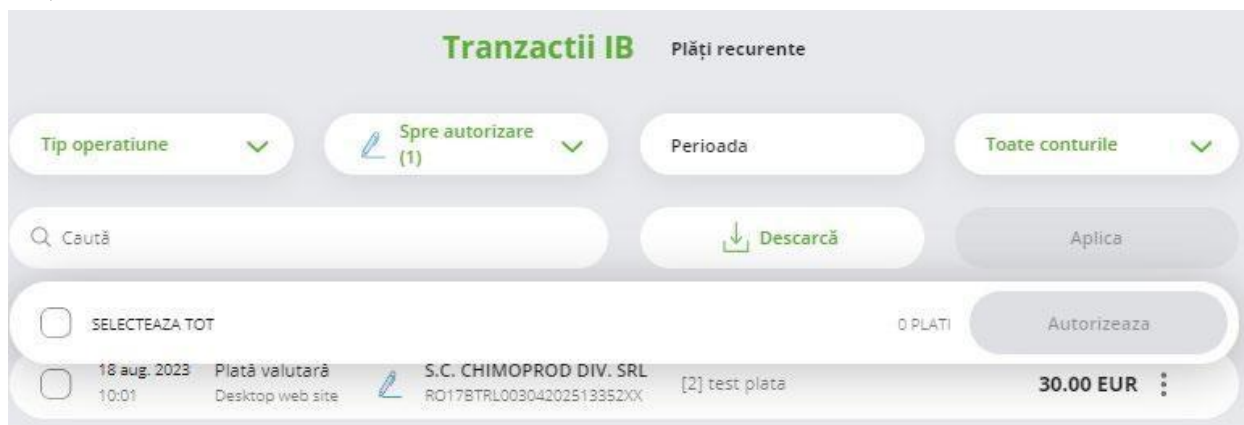 Tranzactii IB Plăți recurente
Tip operatiune
Spre autorizare
(1)
Perioada
Toate conturile
Caută
Descarcă
Aplica
SELECTEAZA TOT 0 PLATI Autorizeaza
18 aug. 2023 Plată valutară S.C. CHIMOPROD DIV. SRL [2] test plata 30.00 EUR
10:01 Desktop web site RO17BTRL00304202513352XX